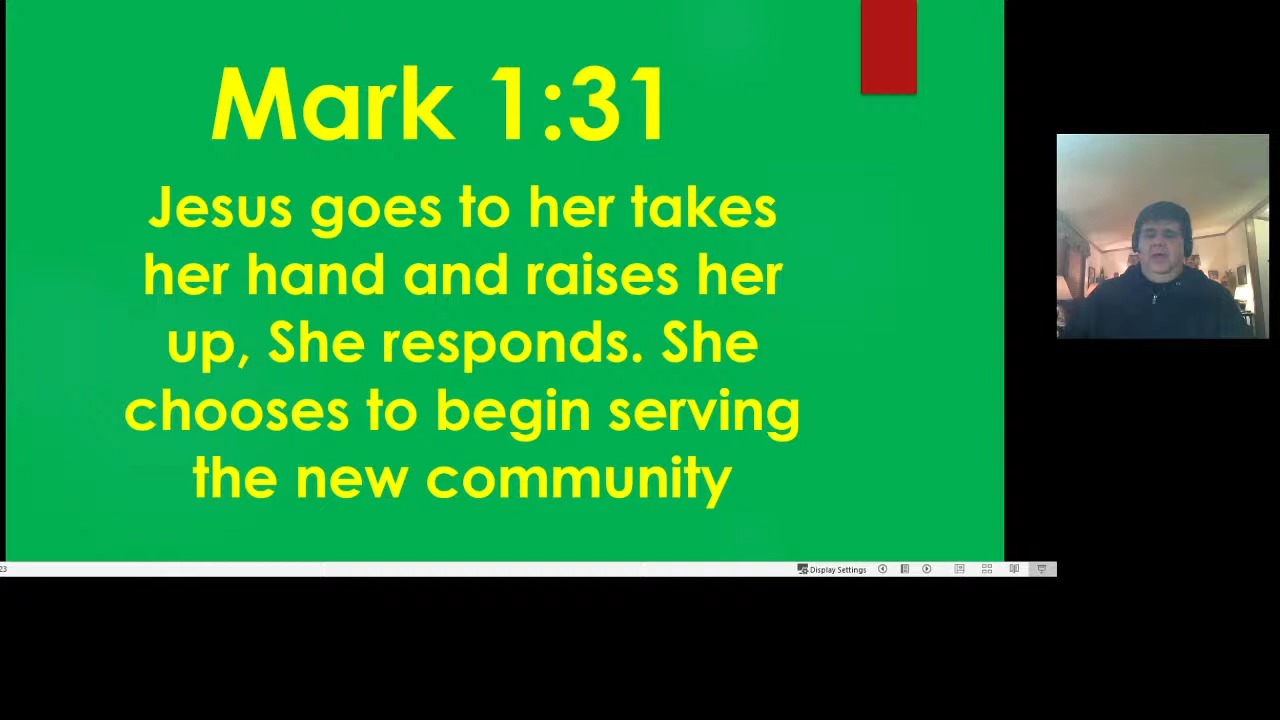 Mark 1:31
Jesus goes to her takes
her hand and raises her
up, She responds. She
chooses to begin serving
the new community
23
Display Settings